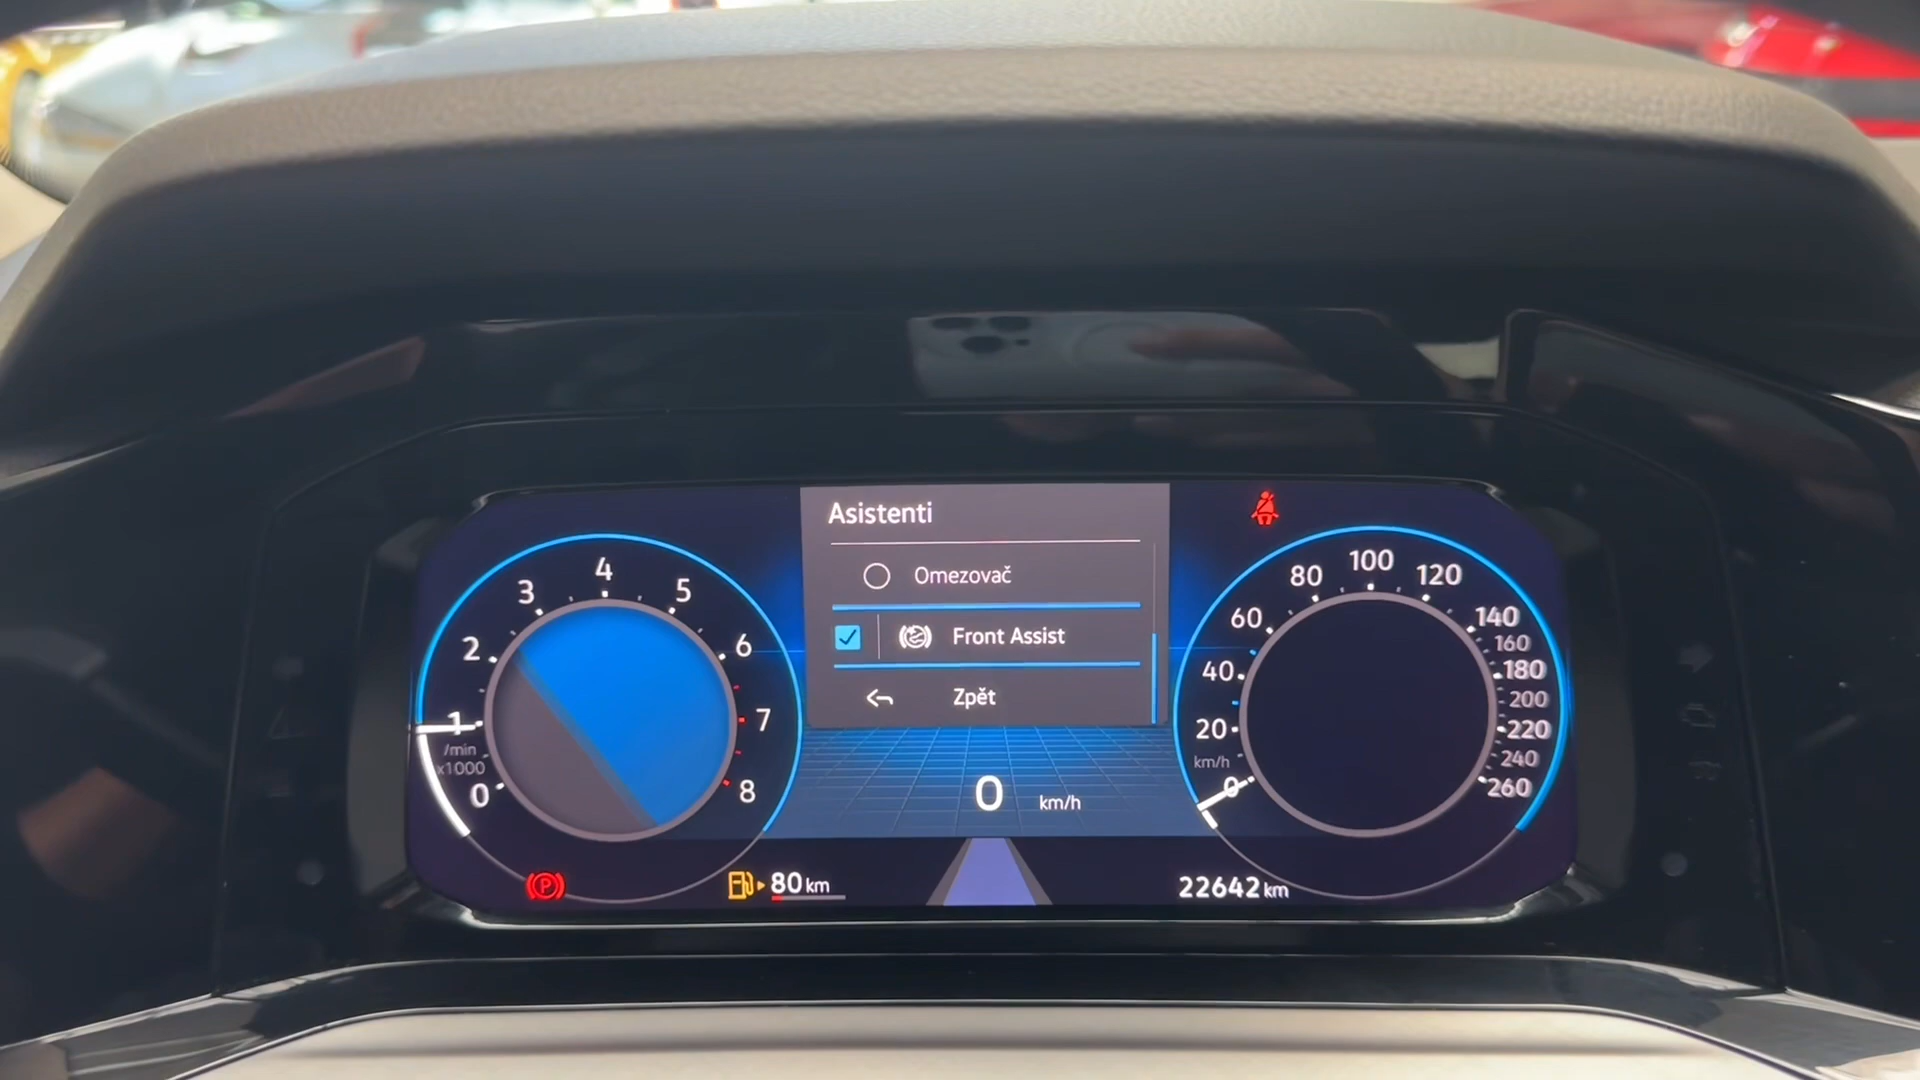 Asistenti
Omezovač
Front Assist
Zpět
0 km/h
0
1
2
3
4
5
6
7
8
/min
x1000
0
20
40
60
80
100
120
140
160
180
200
220
240
260
km/h
P
80 km
22642 km